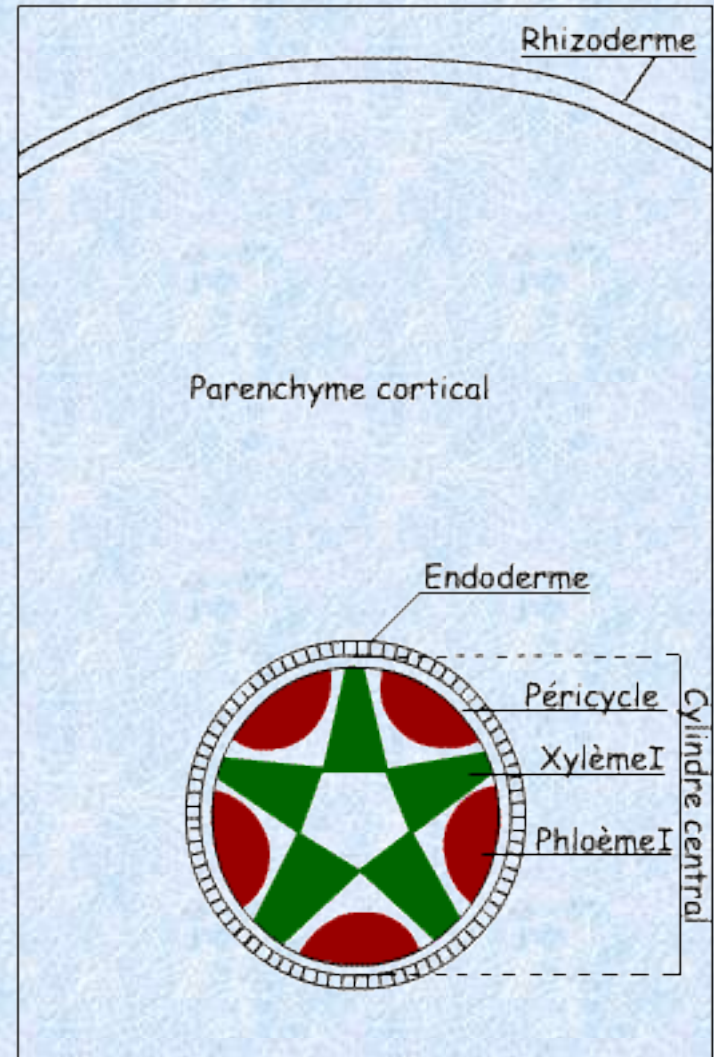 Rhizoderme
Parenchyme cortical
Endoderme
Péricycle
XylèmeI
PhloèmeI
Cylindre central